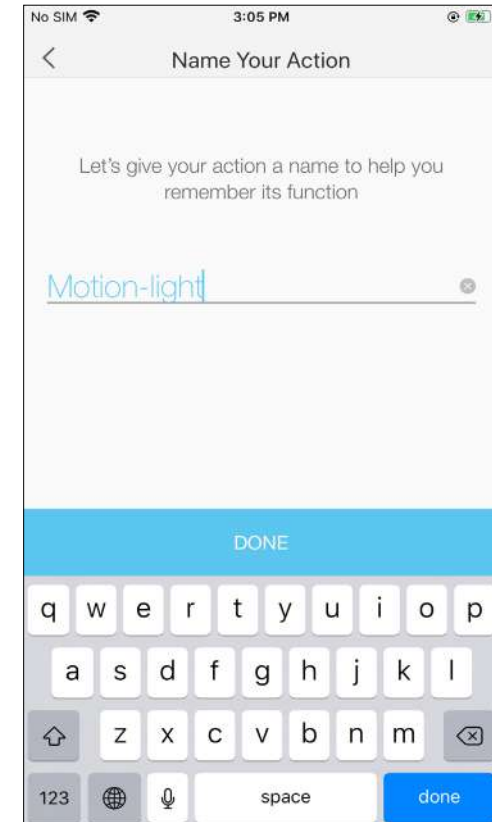 No SIM 3:05 PM
Name Your Action
Let's give your action a name to help you
remember its function
Motion-light
DONE
q w e r t y u i o p
a s d f g h j k l
z x c v b n m
123 space done